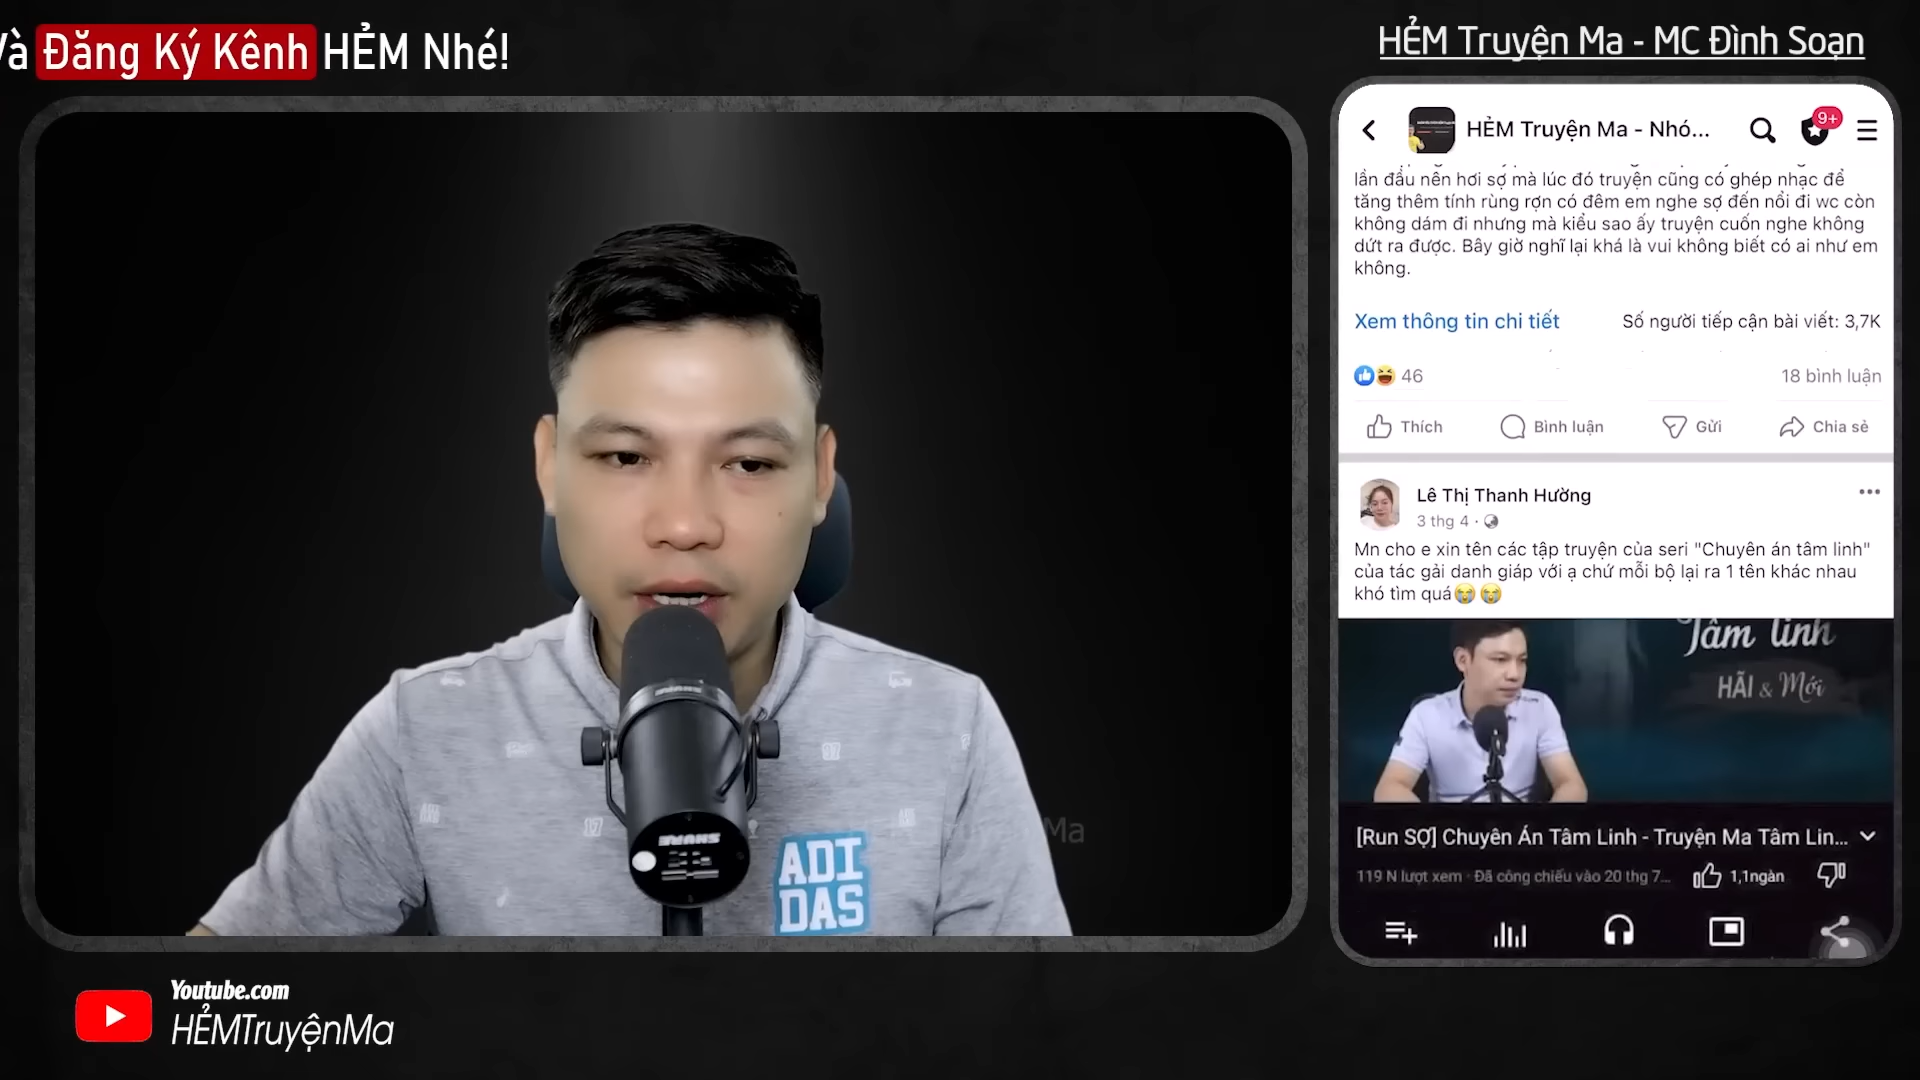 Và Đăng Ký Kênh HẺM Nhé!
HẺM Truyện Ma - MC Đình Soạn
HẺM Truyện Ma - Nhó...
9+
lần đầu nên hơi sợ mà lúc đó truyện cũng có ghép nhạc để
tăng thêm tính rùng rợn có đêm em nghe sợ đến nổi đi wc còn
không dám đi nhưng mà kiểu sao ấy truyện cuốn nghe không
dứt ra được. Bây giờ nghĩ lại khá là vui không biết có ai như em
không.
Xem thông tin chi tiết
Số người tiếp cận bài viết: 3,7K
46
18 bình luận
Thích
Bình luận
Gửi
Chia sẻ
Lê Thị Thanh Hường
3 thg 4 ·
Mn cho e xin tên các tập truyện của seri "Chuyên án tâm linh"
của tác gải danh giáp với ạ chứ mỗi bộ lại ra 1 tên khác nhau
khó tìm quá😭😭
Tâm linh
HÃI & Mới
[Run SỢ] Chuyên Án Tâm Linh - Truyện Ma Tâm Lin...
119 N lượt xem · Đã công chiếu vào 20 thg 7...
1,1ngàn
SHURE
SHURE
ADI
DAS
Ma
Youtube.com
HẺMTruyệnMa